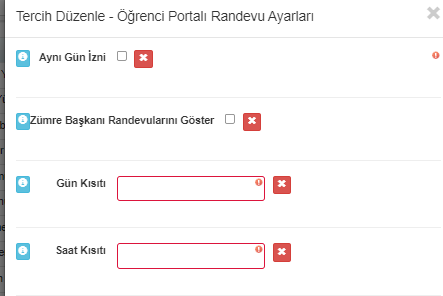 Tercih Düzenle - Öğrenci Portalı Randevu Ayarları
Aynı Gün İzni
Zümre Başkanı Randevularını Göster
Gün Kısıtı
Saat Kısıtı